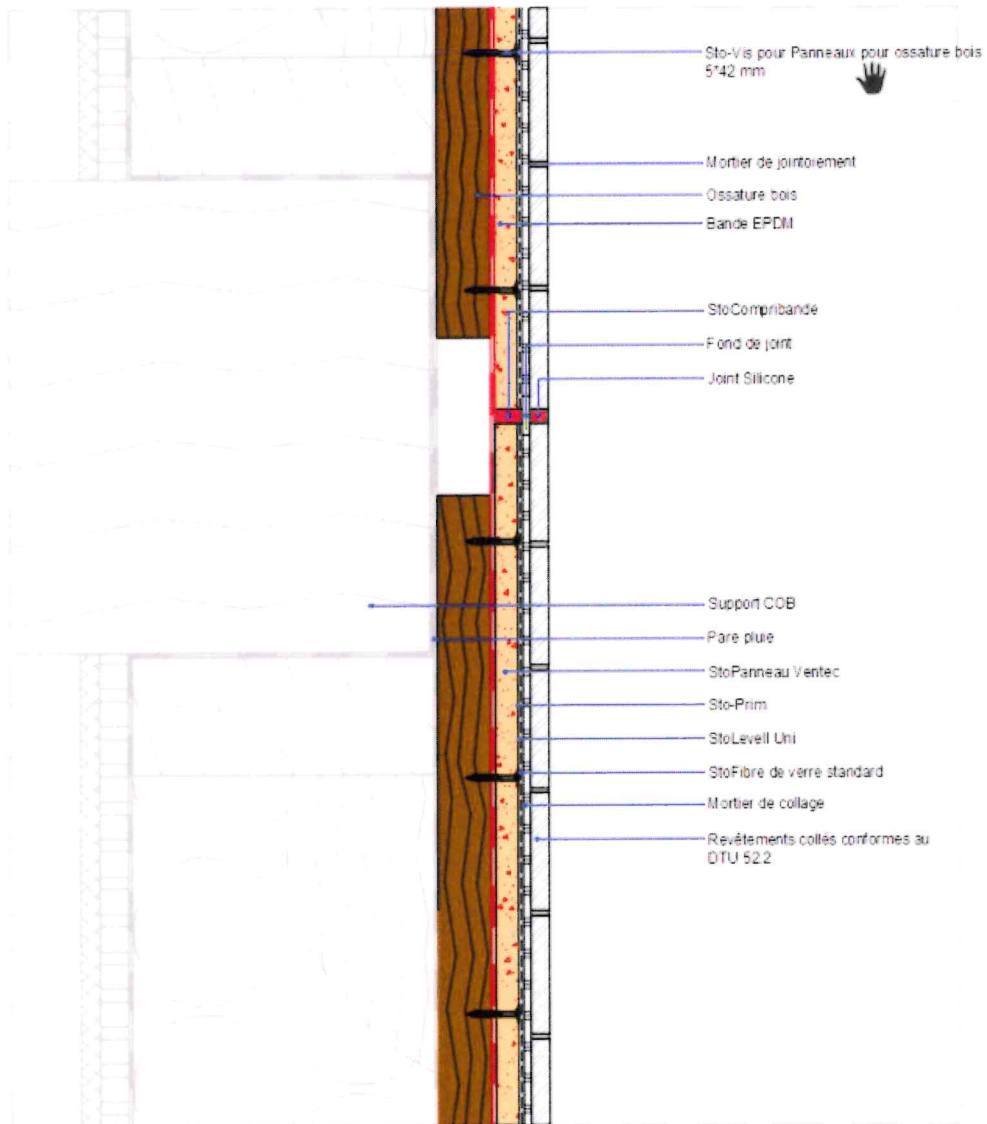 Sto-Vis pour Panneaux pour ossature bois
5*42 mm
Mortier de jointoiement
Ossature bois
Bande EPDM
StoCompribande
Fond de joint
Joint Silicone
Support COB
Pare pluie
StoPanneau Ventec
Sto-Prim
StoLevell Uni
StoFibre de verre standard
Mortier de collage
Revêtements collés conformes au
DTU 52.2